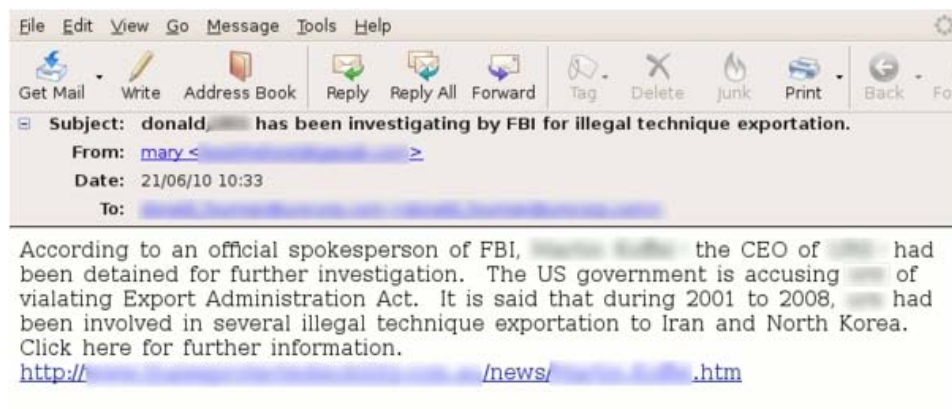 File Edit View Go Message Tools Help
Get Mail Write Address Book Reply Reply All Forward Tag Delete Junk Print Back Fo
Subject: donald, has been investigating by FBI for illegal technique exportation.
From: mary < >
Date: 21/06/10 10:33
To:
According to an official spokesperson of FBI, the CEO of had
been detained for further investigation. The US government is accusing of
vialating Export Administration Act. It is said that during 2001 to 2008, had
been involved in several illegal technique exportation to Iran and North Korea.
Click here for further information.
http:// /news/ .htm